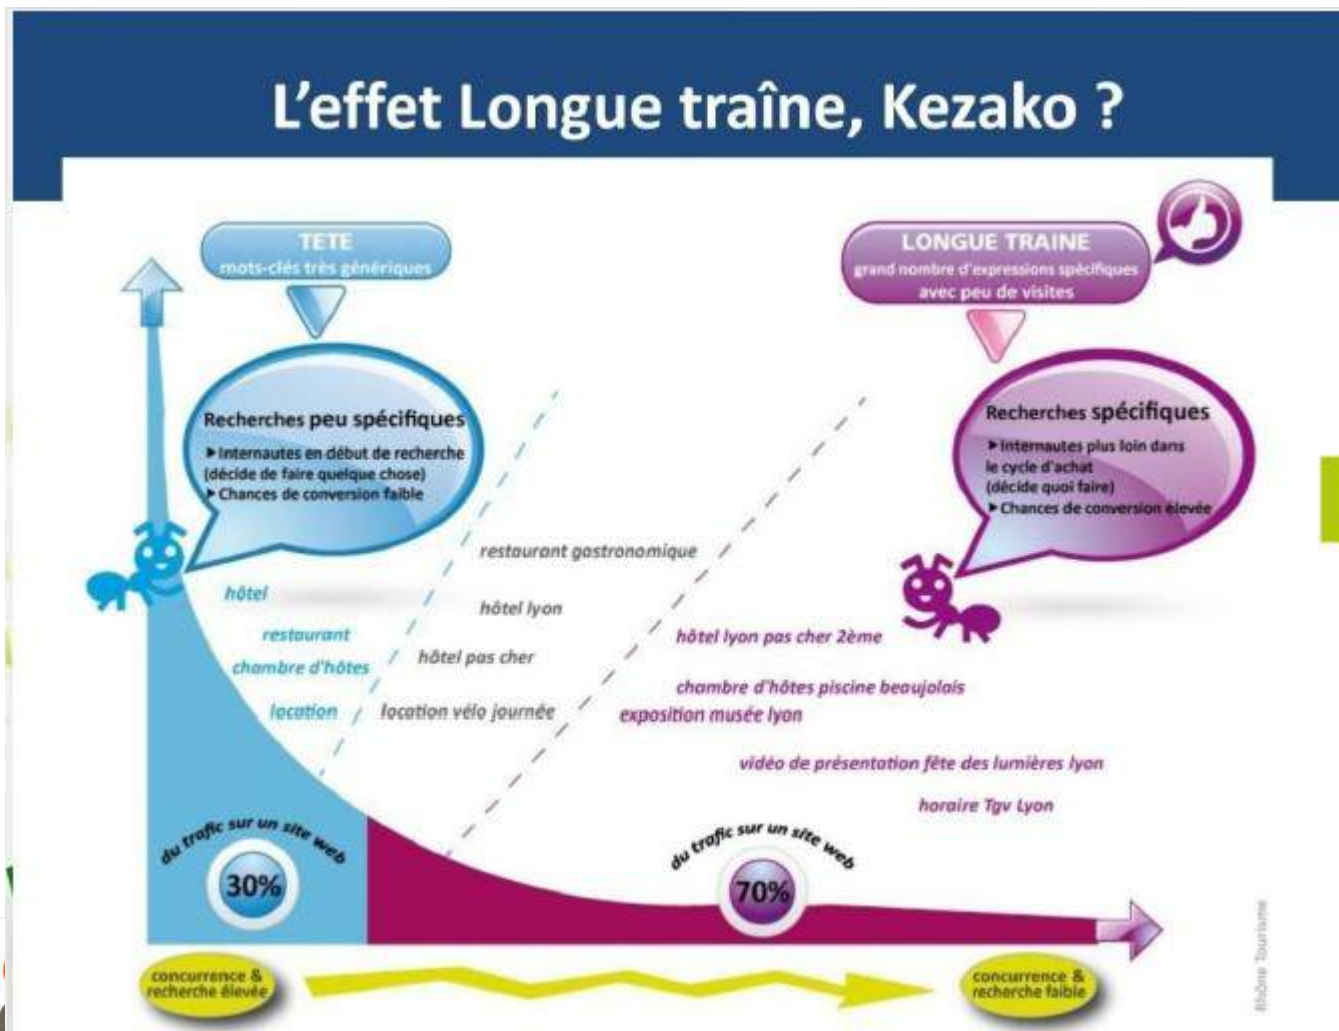 L'effet Longue traîne, Kezako ?
TETE
mots-clés très génériques
LONGUE TRAINE
grand nombre d'expressions spécifiques
avec peu de visites
Recherches peu spécifiques
▶ Internautes en début de recherche
(décide de faire quelque chose)
▶ Chances de conversion faible
Recherches spécifiques
▶ Internautes plus loin dans
le cycle d'achat
(décide quoi faire)
▶ Chances de conversion élevée
hôtel
restaurant
chambre d'hôtes
location
restaurant gastronomique
hôtel lyon
hôtel pas cher
location vélo journée
hôtel lyon pas cher 2ème
chambre d'hôtes piscine beaujolais
exposition musée lyon
vidéo de présentation fête des lumières lyon
horaire Tgv Lyon
du trafic sur un site web
30%
du trafic sur un site web
70%
concurrence &
recherche élevée
concurrence &
recherche faible
Rhône Tourisme